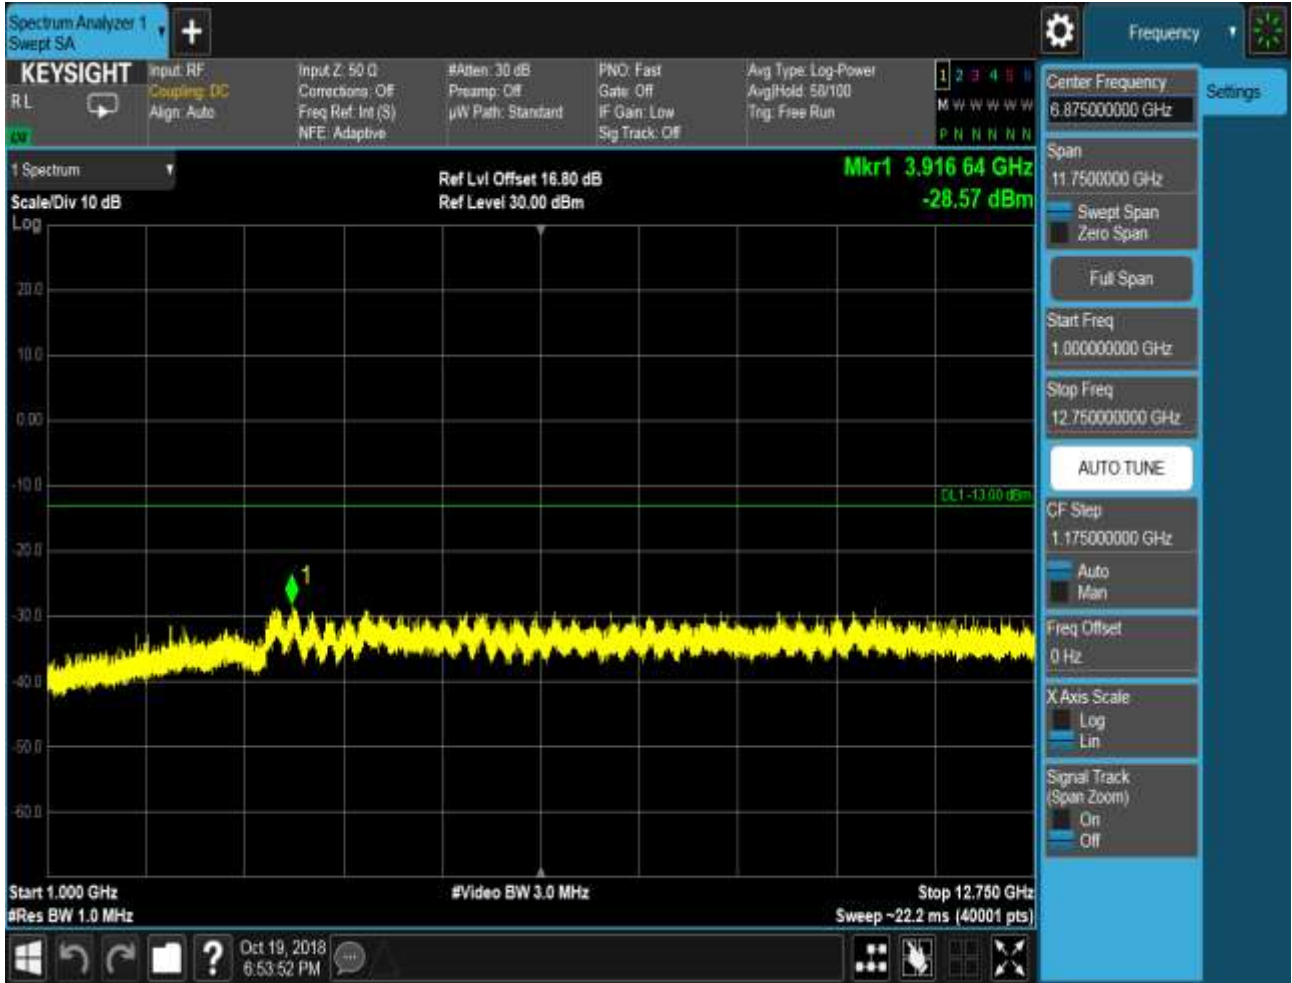 Spectrum Analyzer 1
Swept SA
Frequency
KEYSIGHT
R L
Input: RF
Coupling: DC
Align: Auto
Input Z: 50 Ω
Corrections: Off
Freq Ref: Int (S)
NFE: Adaptive
#Atten: 30 dB
Preamp: Off
µW Path: Standard
PNO: Fast
Gate: Off
IF Gain: Low
Sig Track: Off
Avg Type: Log-Power
Avg|Hold: 58/100
Trig: Free Run
1 2 3 4 5 6
M W W W W W
P N N N N N
1 Spectrum
Scale/Div 10 dB
Log
Ref Lvl Offset 16.80 dB
Ref Level 30.00 dBm
Mkr1 3.916 64 GHz
-28.57 dBm
20.0
10.0
0.00
-10.0
-20.0
-30.0
-40.0
-50.0
-60.0
DL1 -13.00 dBm
1
Start 1.000 GHz
#Res BW 1.0 MHz
#Video BW 3.0 MHz
Stop 12.750 GHz
Sweep ~22.2 ms (40001 pts)
Center Frequency
6.875000000 GHz
Settings
Span
11.7500000 GHz
Swept Span
Zero Span
Full Span
Start Freq
1.000000000 GHz
Stop Freq
12.750000000 GHz
AUTO TUNE
CF Step
1.175000000 GHz
Auto
Man
Freq Offset
0 Hz
X Axis Scale
Log
Lin
Signal Track
(Span Zoom)
On
Off
?
Oct 19, 2018
6:53:52 PM